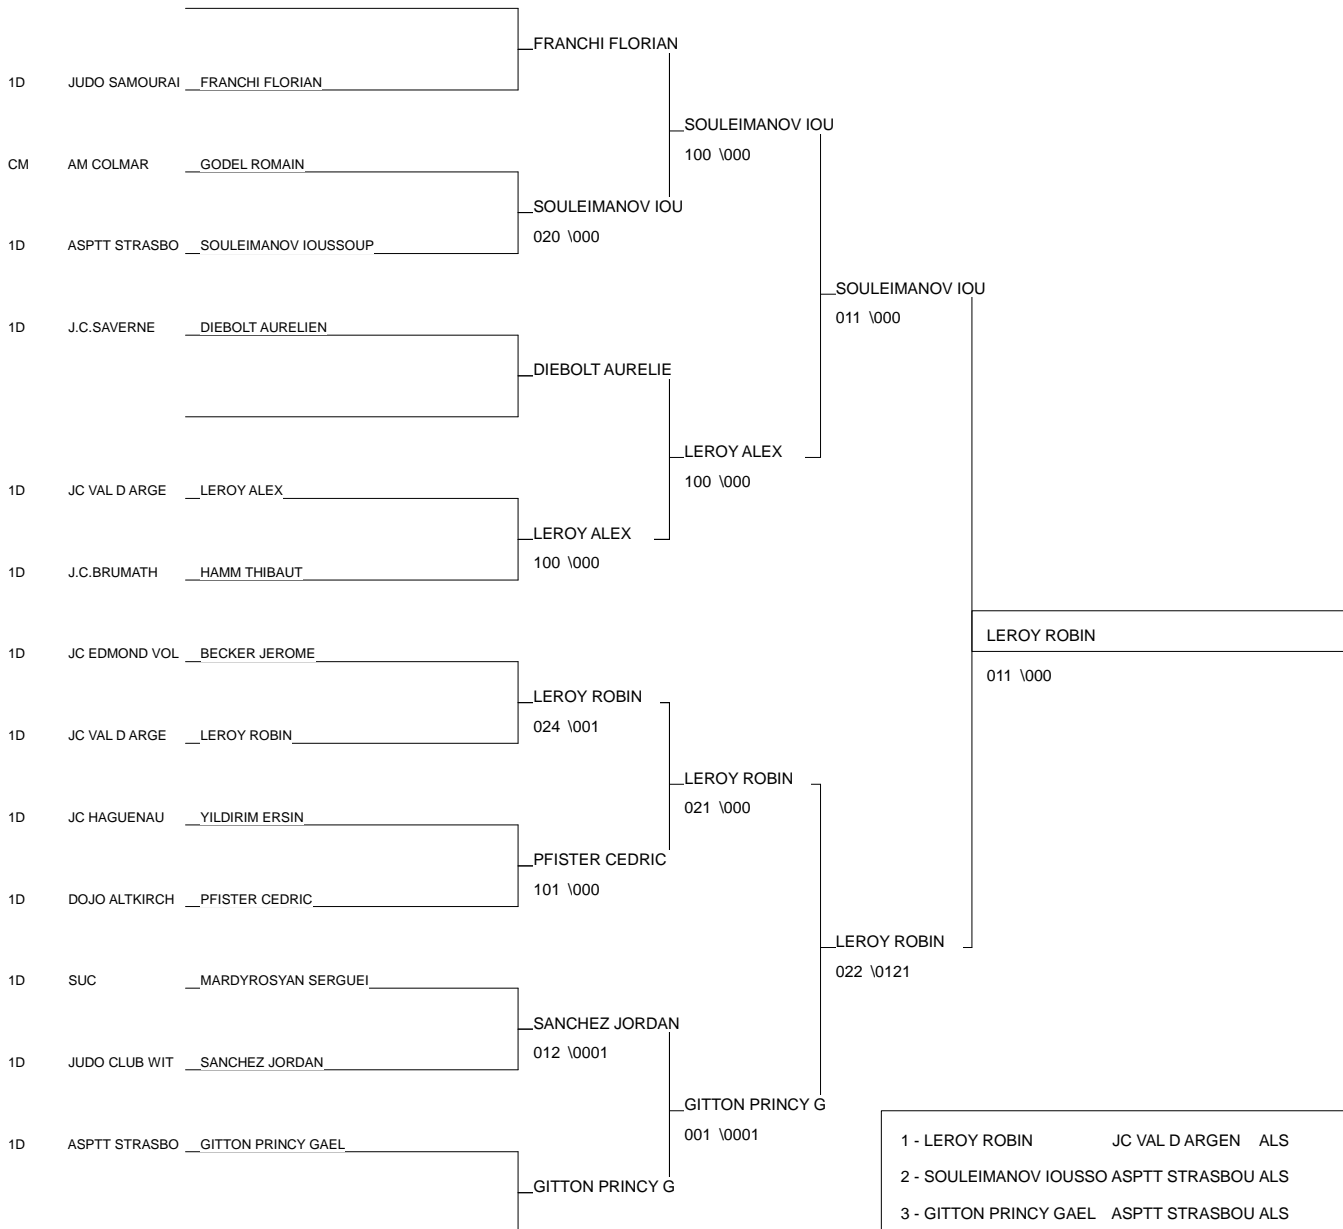 FRANCHI FLORIAN
1D JUDO SAMOURAI FRANCHI FLORIAN
SOULEIMANOV IOU
100 \000
CM AM COLMAR GODEL ROMAIN
SOULEIMANOV IOU
020 \000
1D ASPTT STRASBO SOULEIMANOV IOUSSOUP
SOULEIMANOV IOU
011 \000
1D J.C.SAVERNE DIEBOLT AURELIEN
DIEBOLT AURELIE
LEROY ALEX
100 \000
1D JC VAL D ARGE LEROY ALEX
LEROY ALEX
100 \000
1D J.C.BRUMATH HAMM THIBAUT
LEROY ROBIN
011 \000
1D JC EDMOND VOL BECKER JEROME
LEROY ROBIN
024 \001
1D JC VAL D ARGE LEROY ROBIN
LEROY ROBIN
021 \000
1D JC HAGUENAU YILDIRIM ERSIN
PFISTER CEDRIC
101 \000
1D DOJO ALTKIRCH PFISTER CEDRIC
LEROY ROBIN
022 \0121
1D SUC MARDYROSYAN SERGUEI
SANCHEZ JORDAN
012 \0001
1D JUDO CLUB WIT SANCHEZ JORDAN
GITTON PRINCY G
001 \0001
1D ASPTT STRASBO GITTON PRINCY GAEL
GITTON PRINCY G
1 - LEROY ROBIN JC VAL D ARGEN ALS
2 - SOULEIMANOV IOUSSO ASPTT STRASBOU ALS
3 - GITTON PRINCY GAEL ASPTT STRASBOU ALS